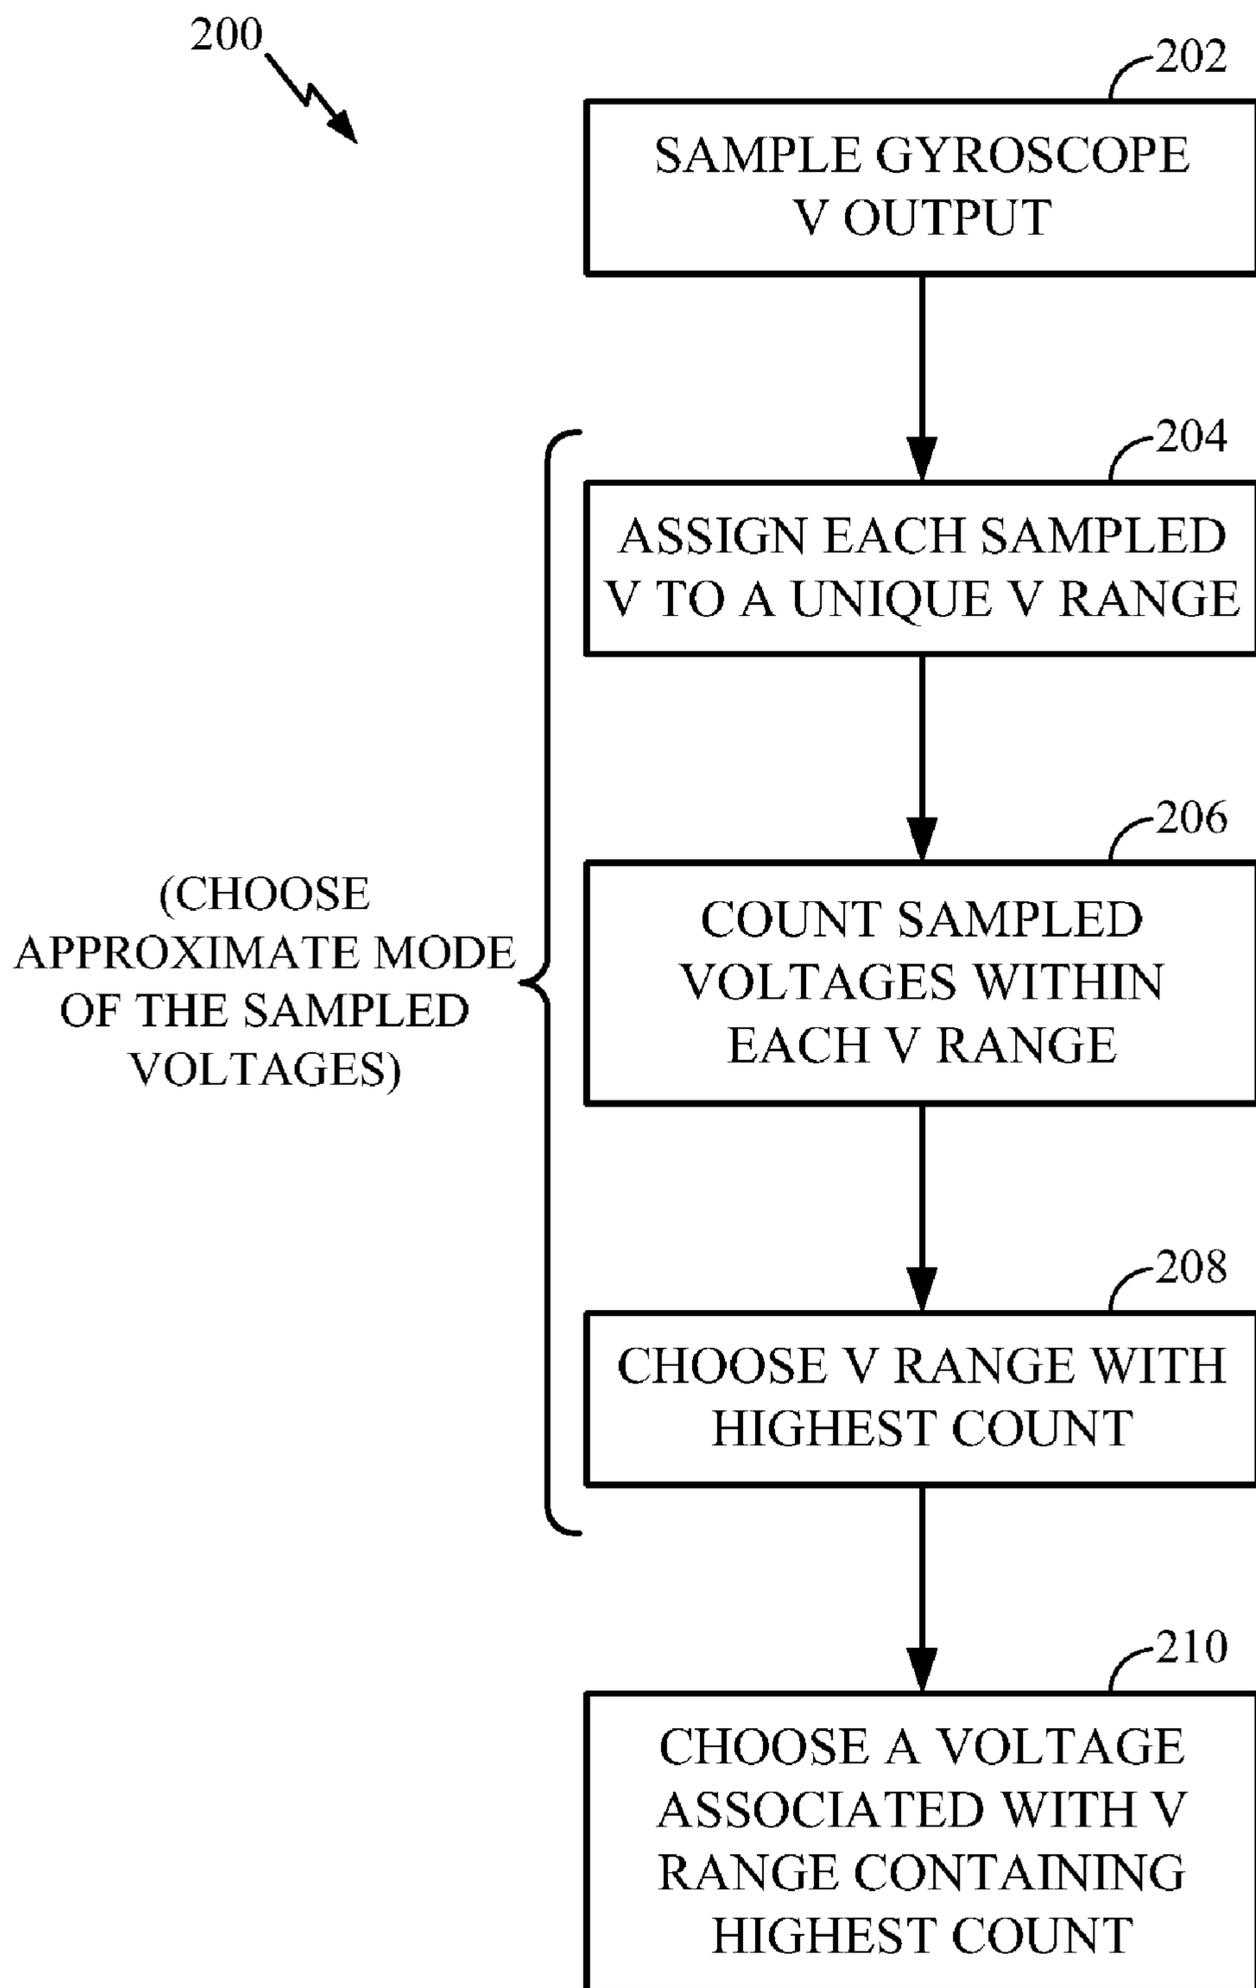 200
202
SAMPLE GYROSCOPE
V OUTPUT
204
ASSIGN EACH SAMPLED
V TO A UNIQUE V RANGE
206
COUNT SAMPLED
VOLTAGES WITHIN
EACH V RANGE
(CHOOSE
APPROXIMATE MODE
OF THE SAMPLED
VOLTAGES)
208
CHOOSE V RANGE WITH
HIGHEST COUNT
210
CHOOSE A VOLTAGE
ASSOCIATED WITH V
RANGE CONTAINING
HIGHEST COUNT